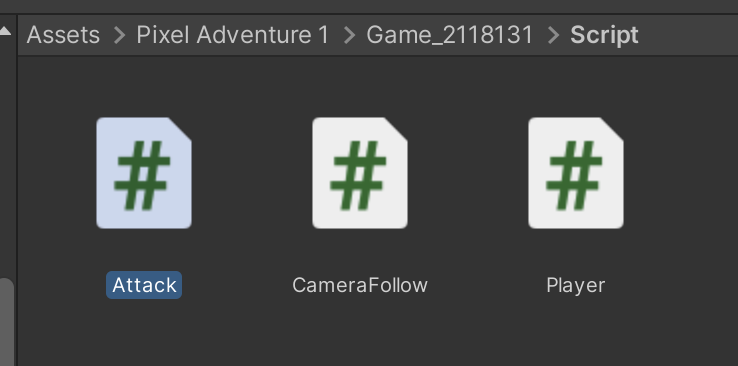 Assets > Pixel Adventure 1 > Game_2118131 > Script
# # #
Attack CameraFollow Player